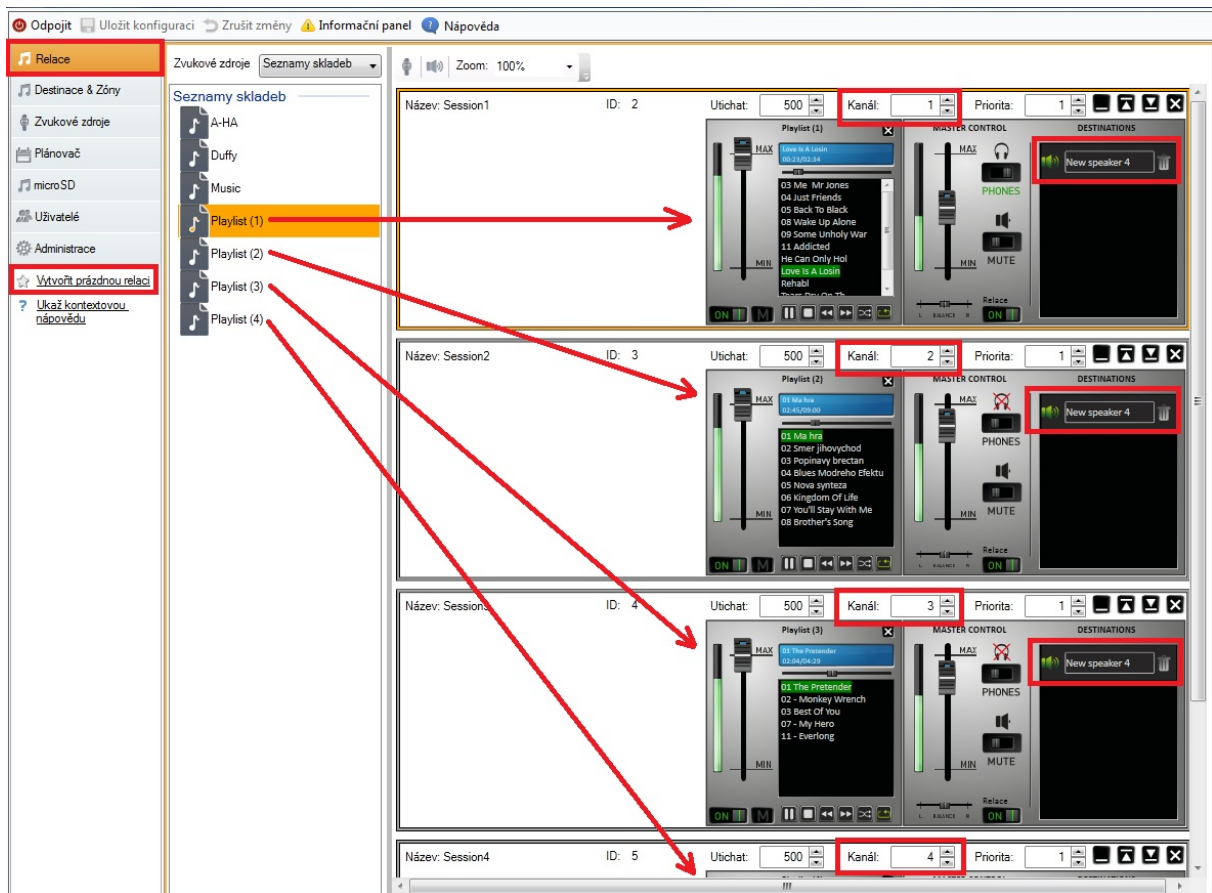 Odpojit Uložit konfiguraci Zrušit změny Informační panel Nápověda
Relace
Destinace & Zóny
Zvukové zdroje
Plánovač
microSD
Uživatelé
Administrace
Vytvořit prázdnou relaci
Ukaž kontextovou
nápovědu
Zvukové zdroje Seznamy skladeb
Seznamy skladeb
A-HA
Duffy
Music
Playlist (1)
Playlist (2)
Playlist (3)
Playlist (4)
Zoom: 100%
Název: Session1 ID: 2 Utichat: 500 Kanál: 1 Priorita: 1
Playlist (1) MASTER CONTROL DESTINATIONS
MAX
Love Is A Losin
00:23/02:34
MAX
New speaker 4
03 Me Mr Jones
04 Just Friends
05 Back To Black
08 Wake Up Alone
09 Some Unholy War
11 Addicted
He Can Only Hol
Love Is A Losin
Rehabl
Tears Dry On Th
PHONES
MIN
MIN
MUTE
ON M
L BALANCE R
Relace
ON
Název: Session2 ID: 3 Utichat: 500 Kanál: 2 Priorita: 1
Playlist (2) MASTER CONTROL DESTINATIONS
MAX
01 Ma hra
02:45/09:00
MAX
New speaker 4
01 Ma hra
02 Smer jihovychod
03 Popinavy brectan
04 Blues Modreho Efektu
05 Nova synteza
06 Kingdom Of Life
07 You'll Stay With Me
08 Brother's Song
PHONES
MIN
MIN
MUTE
ON M
L BALANCE R
Relace
ON
Název: Session3 ID: 4 Utichat: 500 Kanál: 3 Priorita: 1
Playlist (3) MASTER CONTROL DESTINATIONS
MAX
01 The Pretender
02:04/04:29
MAX
New speaker 4
01 The Pretender
02 - Monkey Wrench
03 Best Of You
07 - My Hero
11 - Everlong
PHONES
MIN
MIN
MUTE
ON M
L BALANCE R
Relace
ON
Název: Session4 ID: 5 Utichat: 500 Kanál: 4 Priorita: 1